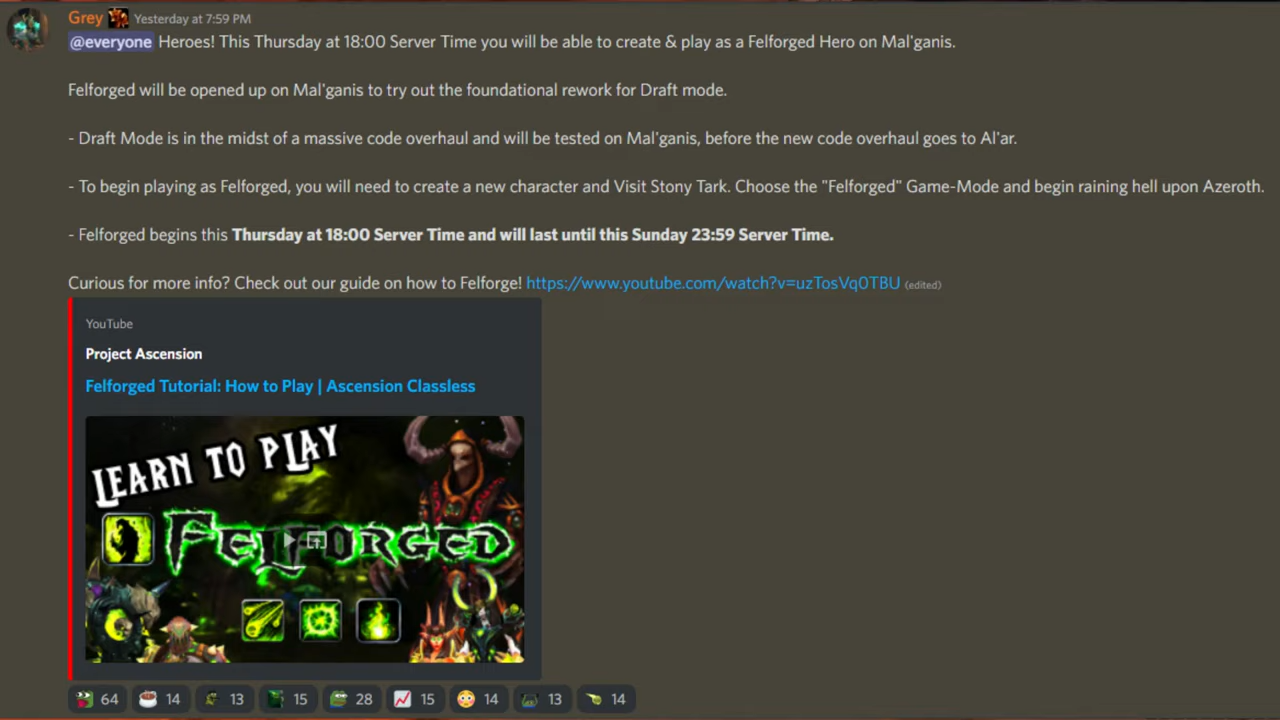 Grey Yesterday at 7:59 PM
@everyone Heroes! This Thursday at 18:00 Server Time you will be able to create & play as a Felforged Hero on Mal'ganis.
Felforged will be opened up on Mal'ganis to try out the foundational rework for Draft mode.
- Draft Mode is in the midst of a massive code overhaul and will be tested on Mal'ganis, before the new code overhaul goes to Al'ar.
- To begin playing as Felforged, you will need to create a new character and Visit Stony Tark. Choose the "Felforged" Game-Mode and begin raining hell upon Azeroth.
- Felforged begins this Thursday at 18:00 Server Time and will last until this Sunday 23:59 Server Time.
Curious for more info? Check out our guide on how to Felforge! https://www.youtube.com/watch?v=uzTosVq0TBU (edited)
YouTube
Project Ascension
Felforged Tutorial: How to Play | Ascension Classless
LEARN TO PLAY
FELFORGED
64 14 13 15 28 15 14 13 14